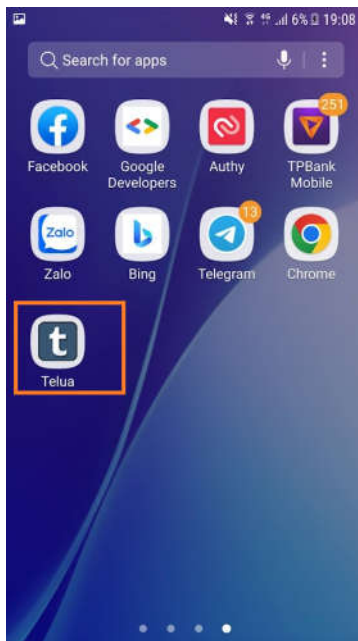 6% 19:08
Search for apps
251
Facebook
Google
Developers
Authy
TPBank
Mobile
Zalo
13
Zalo
Bing
Telegram
Chrome
t
Telua